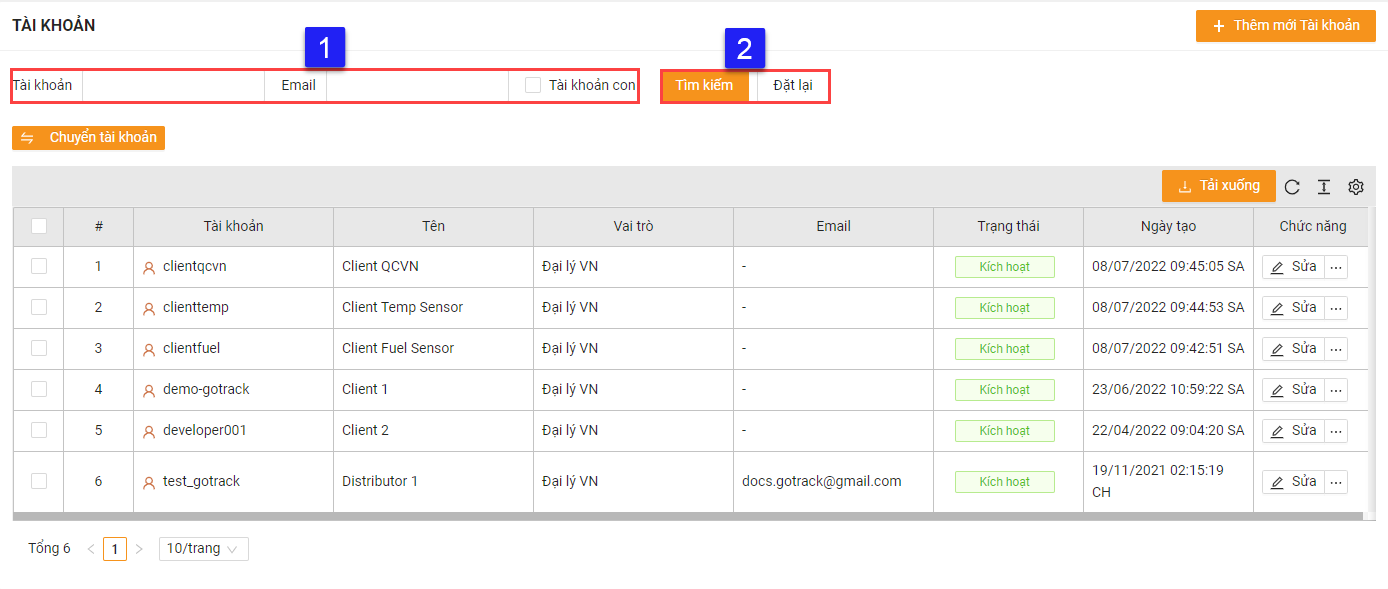 TÀI KHOẢN
Thêm mới Tài khoản
1
2
Tài khoản Email Tài khoản con Tìm kiếm Đặt lại
Chuyển tài khoản
Tải xuống
# Tài khoản Tên Vai trò Email Trạng thái Ngày tạo Chức năng
1 clientqcvn Client QCVN Đại lý VN - Kích hoạt 08/07/2022 09:45:05 SA Sửa ...
2 clienttemp Client Temp Sensor Đại lý VN - Kích hoạt 08/07/2022 09:44:53 SA Sửa ...
3 clientfuel Client Fuel Sensor Đại lý VN - Kích hoạt 08/07/2022 09:42:51 SA Sửa ...
4 demo-gotrack Client 1 Đại lý VN - Kích hoạt 23/06/2022 10:59:22 SA Sửa ...
5 developer001 Client 2 Đại lý VN - Kích hoạt 22/04/2022 09:04:20 SA Sửa ...
6 test_gotrack Distributor 1 Đại lý VN docs.gotrack@gmail.com Kích hoạt 19/11/2021 02:15:19 Sửa ...
CH
Tổng 6 < 1 > 10/trang